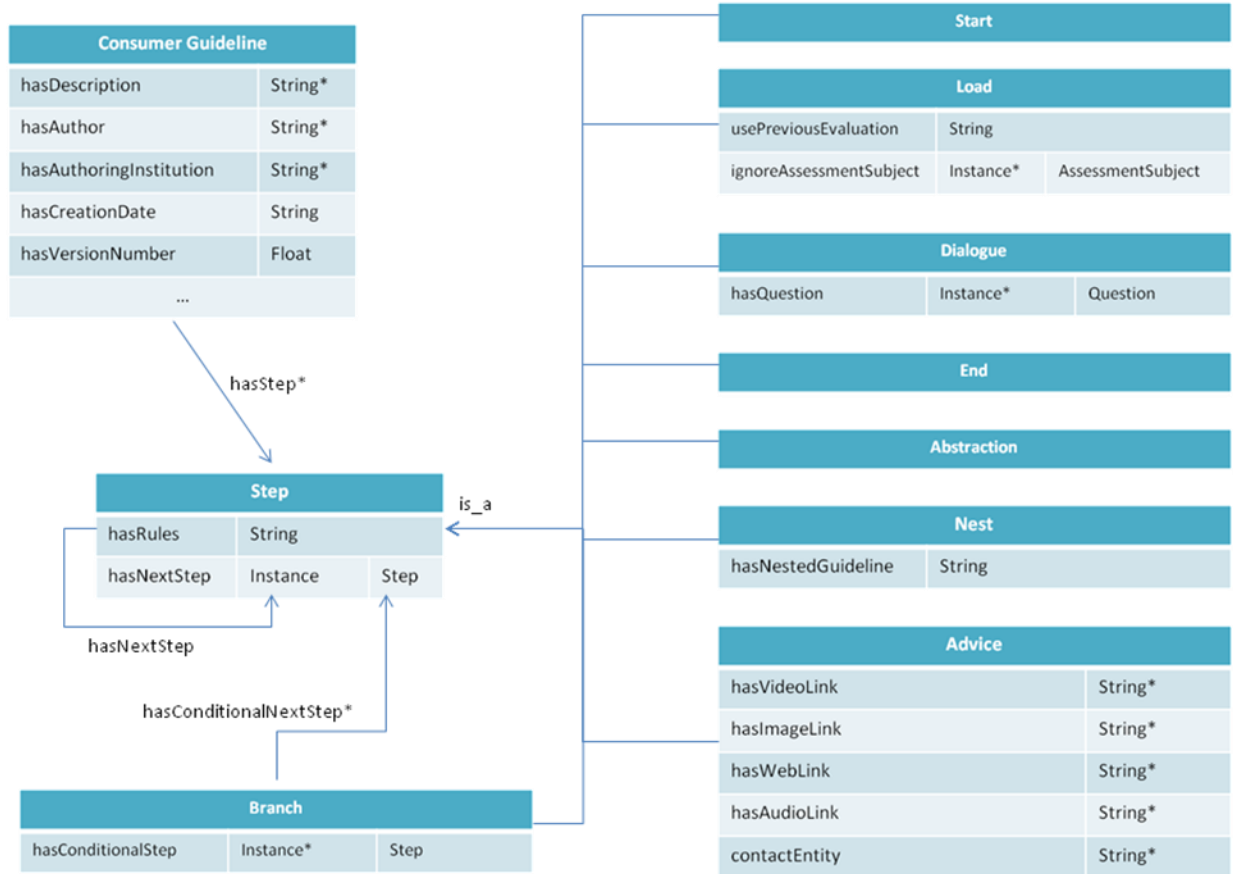 Consumer Guideline
hasDescription String*
hasAuthor String*
hasAuthoringInstitution String*
hasCreationDate String
hasVersionNumber Float
...
hasStep*
Step
hasRules String
hasNextStep Instance Step
hasNextStep
is_a
hasConditionalNextStep*
Branch
hasConditionalStep Instance* Step
Start
Load
usePreviousEvaluation String
ignoreAssessmentSubject Instance* AssessmentSubject
Dialogue
hasQuestion Instance* Question
End
Abstraction
Nest
hasNestedGuideline String
Advice
hasVideoLink String*
hasImageLink String*
hasWebLink String*
hasAudioLink String*
contactEntity String*